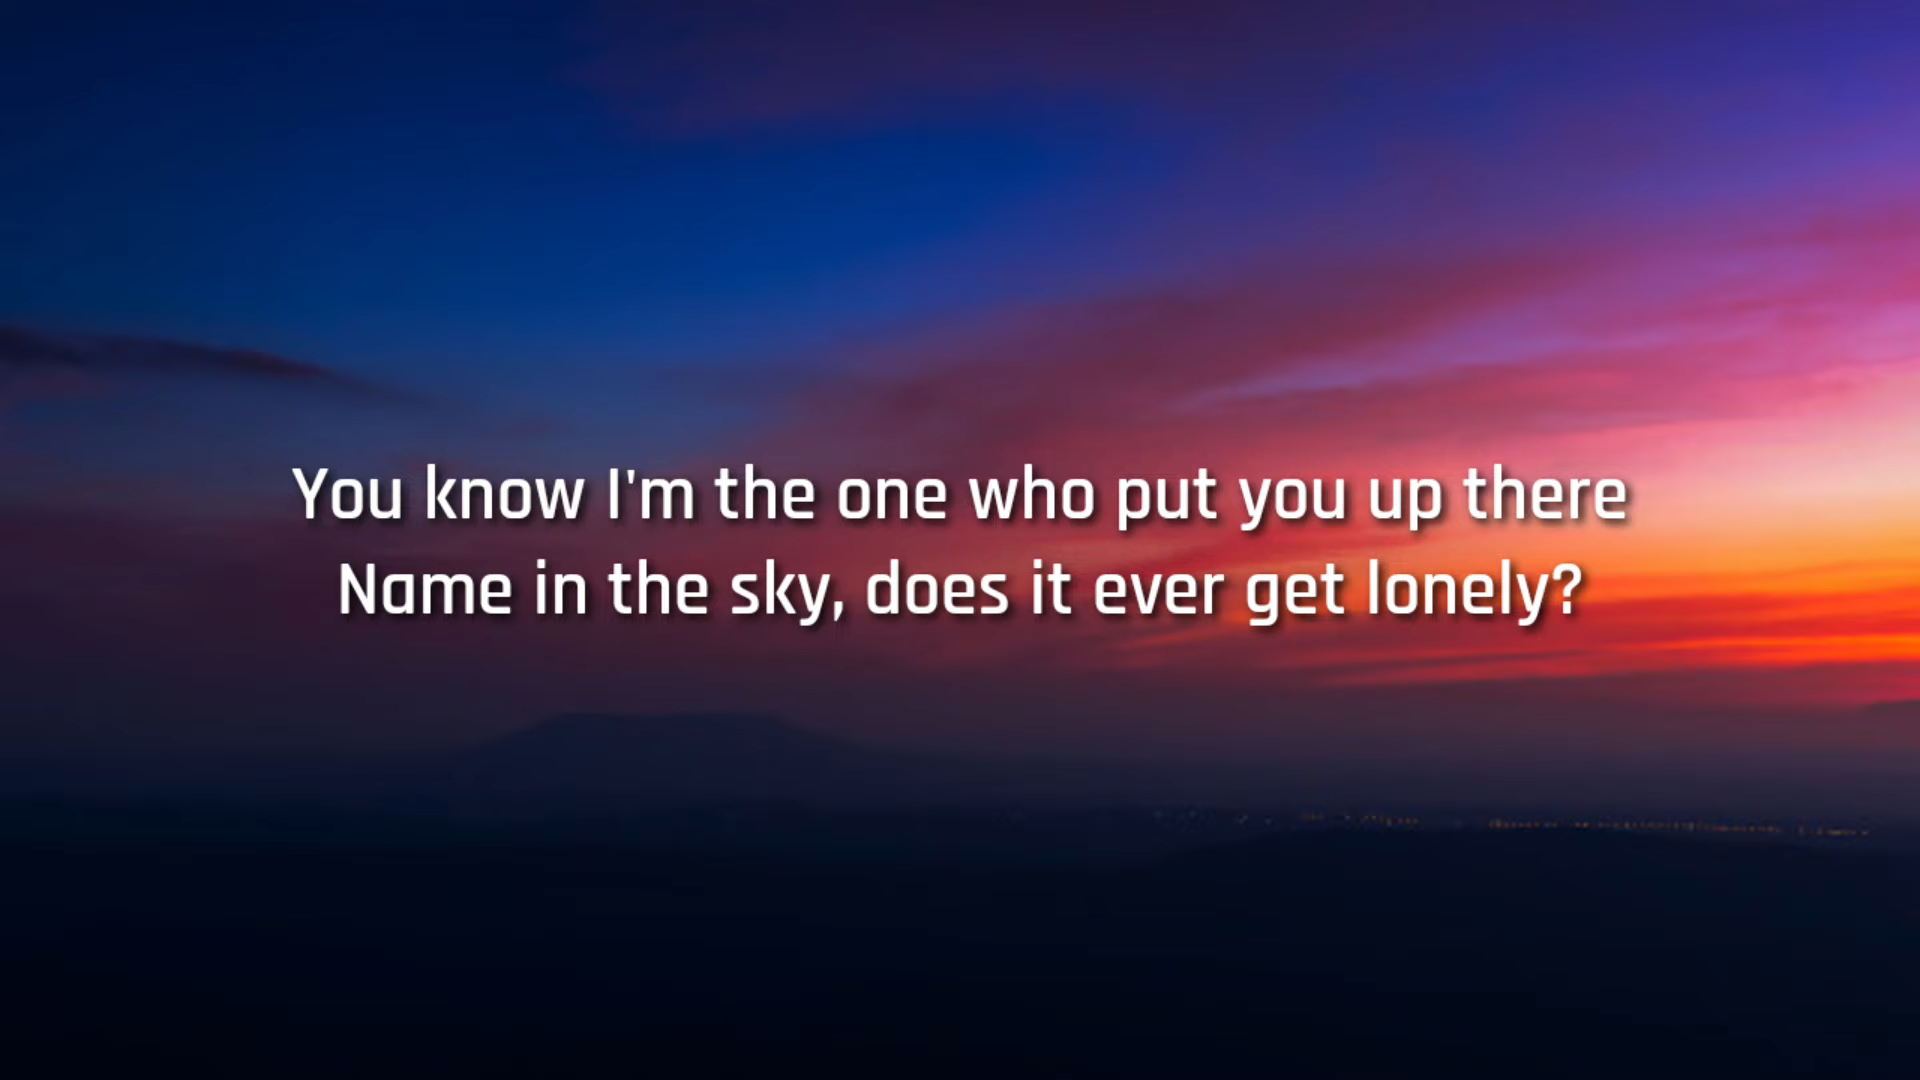 You know I'm the one who put you up there
Name in the sky, does it ever get lonely?